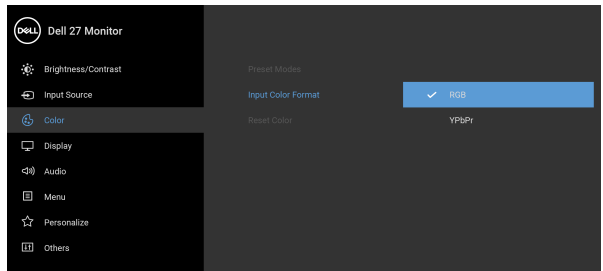 DELL Dell 27 Monitor
Brightness/Contrast
Input Source
Color
Display
Audio
Menu
Personalize
Others
Preset Modes
Input Color Format
Reset Color
RGB
YPbPr